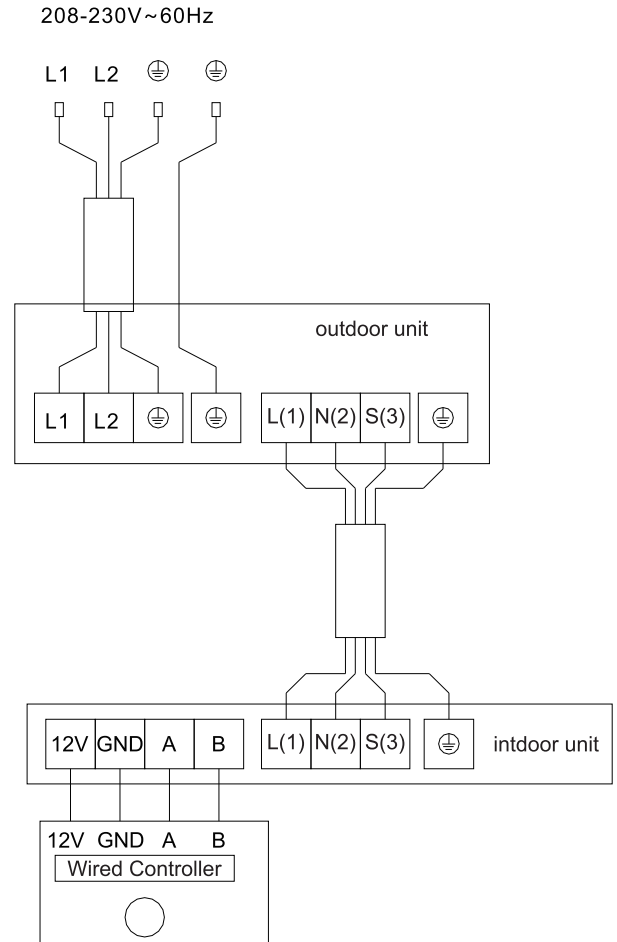 208-230V~60Hz
L1 L2
outdoor unit
L1 L2 L(1) N(2) S(3)
12V GND A B L(1) N(2) S(3) intdoor unit
12V GND A B
Wired Controller